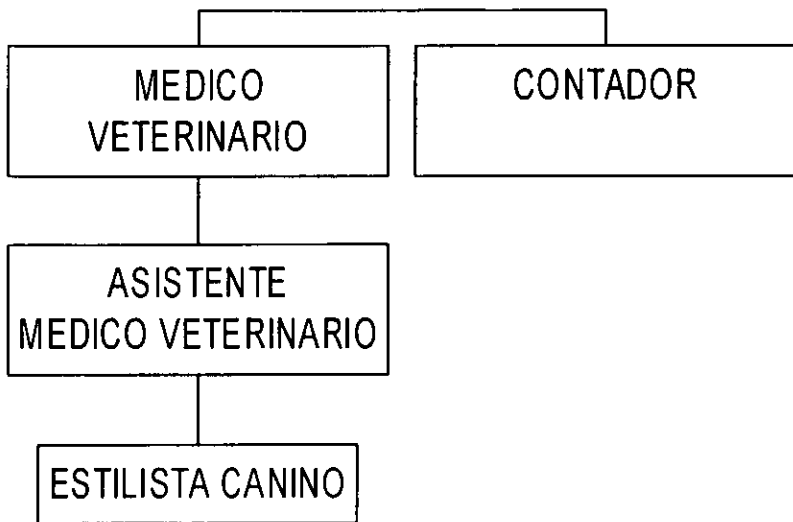 MEDICO
VETERINARIO
CONTADOR
ASISTENTE
MEDICO VETERINARIO
ESTILISTA CANINO